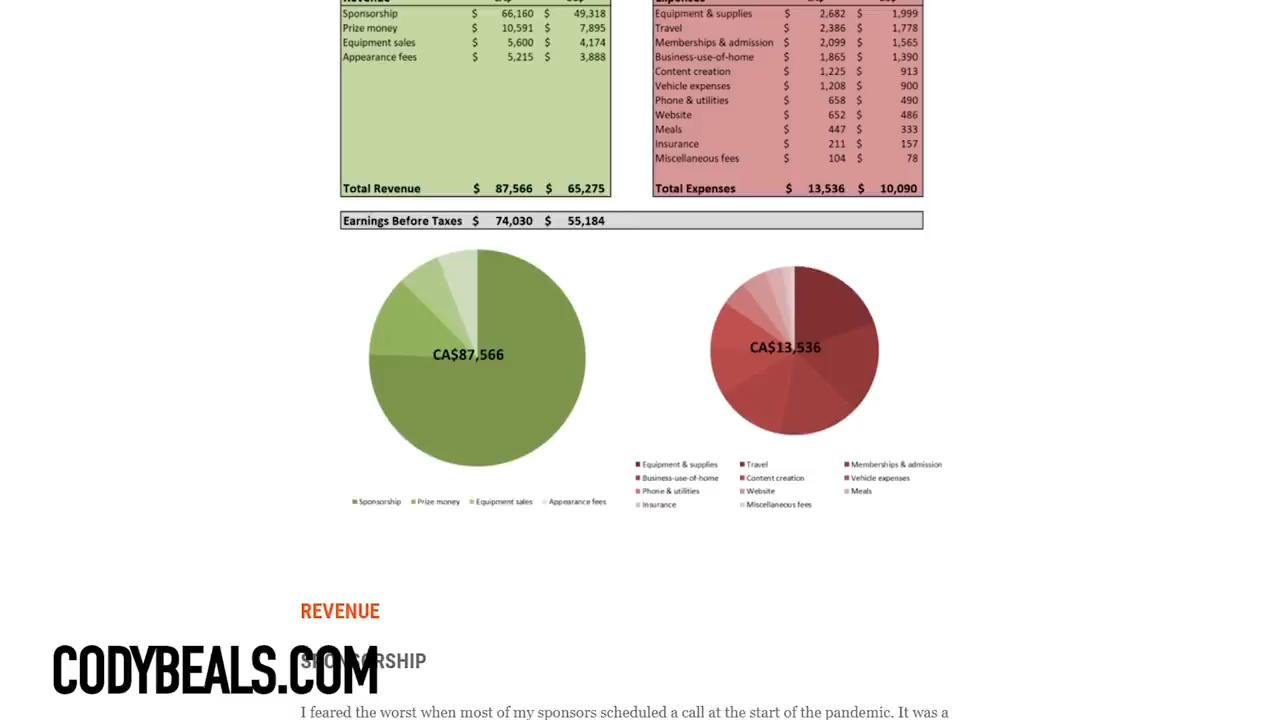 Sponsorship $ 66,160 $ 49,318
Prize money $ 10,591 $ 7,895
Equipment sales $ 5,600 $ 4,174
Appearance fees $ 5,215 $ 3,888
Total Revenue $ 87,566 $ 65,275
Equipment & supplies $ 2,682 $ 1,999
Travel $ 2,386 $ 1,778
Memberships & admission $ 2,099 $ 1,565
Business-use-of-home $ 1,865 $ 1,390
Content creation $ 1,225 $ 913
Vehicle expenses $ 1,208 $ 900
Phone & utilities $ 658 $ 490
Website $ 652 $ 486
Meals $ 447 $ 333
Insurance $ 211 $ 157
Miscellaneous fees $ 104 $ 78
Total Expenses $ 13,536 $ 10,090
Earnings Before Taxes $ 74,030 $ 55,184
CA$87,566
Sponsorship Prize money Equipment sales Appearance fees
CA$13,536
Equipment & supplies Travel Memberships & admission
Business-use-of-home Content creation Vehicle expenses
Phone & utilities Website Meals
Insurance Miscellaneous fees
REVENUE
SPONSORSHIP
CODYBEALS.COM
I feared the worst when most of my sponsors scheduled a call at the start of the pandemic. It was a